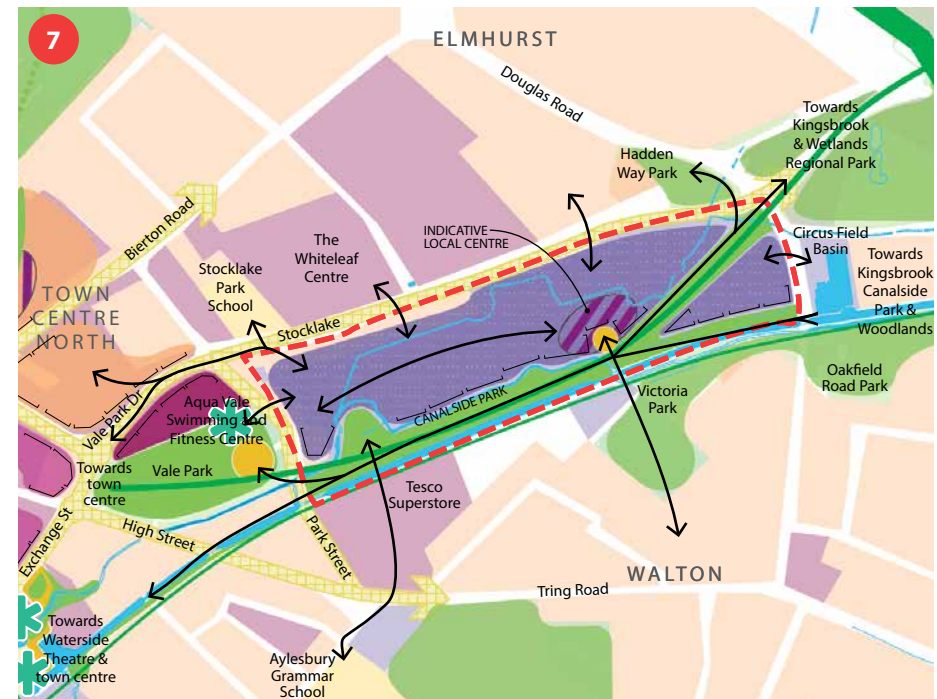 7
ELMHURST
Douglas Road
Towards
Kingsbrook
& Wetlands
Regional Park
Hadden
Way Park
Bierton Road
INDICATIVE
LOCAL CENTRE
Circus Field
Basin
The
Whiteleaf
Centre
Stocklake
Park
School
Towards
Kingsbrook
Canalside
Park &
Woodlands
TOWN
CENTRE
NORTH
Stocklake
Vale Park Dr
Aqua Vale
Swimming and
Fitness Centre
CANALSIDE PARK
Victoria
Park
Oakfield
Road Park
Towards
town
centre
Vale Park
Tesco
Superstore
Exchange St
High Street
Park Street
WALTON
Tring Road
Towards
Waterside
Theatre &
town centre
Aylesbury
Grammar
School